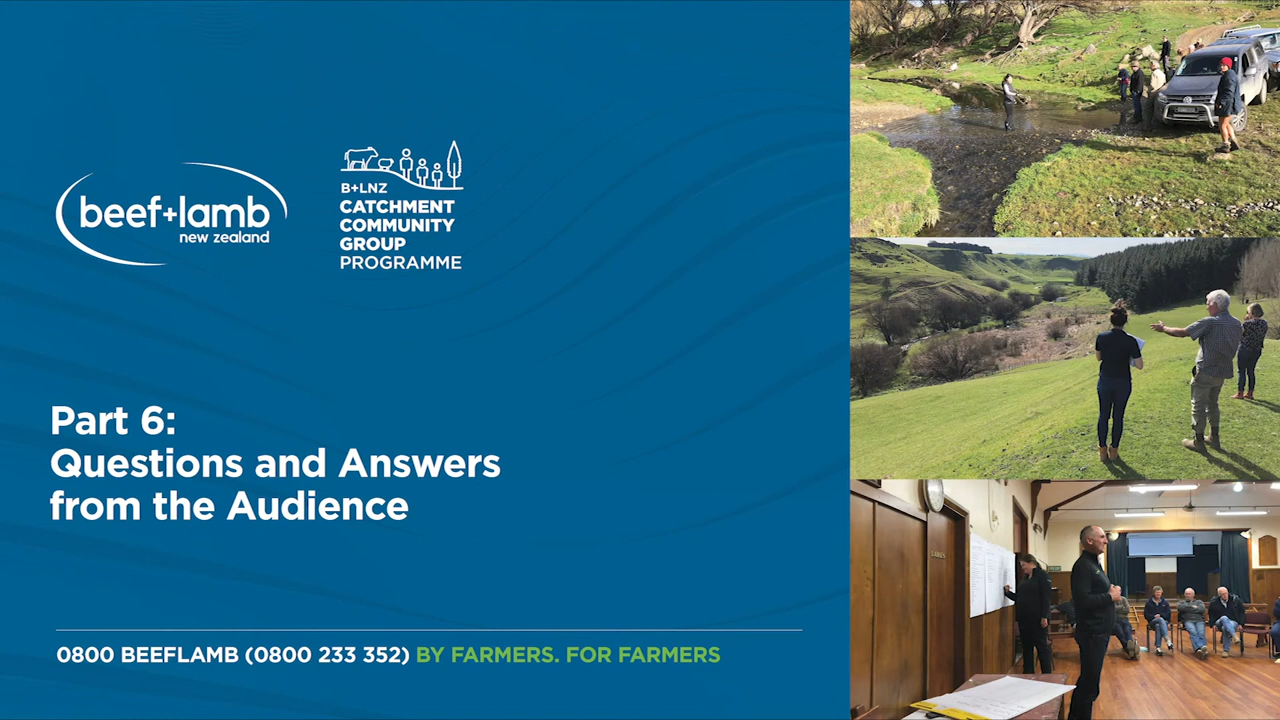 beef+lamb
new zealand
B+LNZ
CATCHMENT
COMMUNITY
GROUP
PROGRAMME
Part 6:
Questions and Answers
from the Audience
0800 BEEFLAMB (0800 233 352) BY FARMERS. FOR FARMERS
LADIES